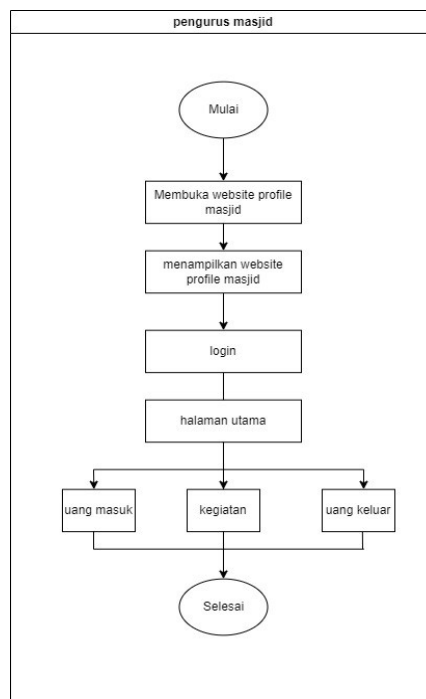 pengurus masjid
Mulai
Membuka website profile
masjid
menampilkan website
profile masjid
login
halaman utama
uang masuk
kegiatan
uang keluar
Selesai